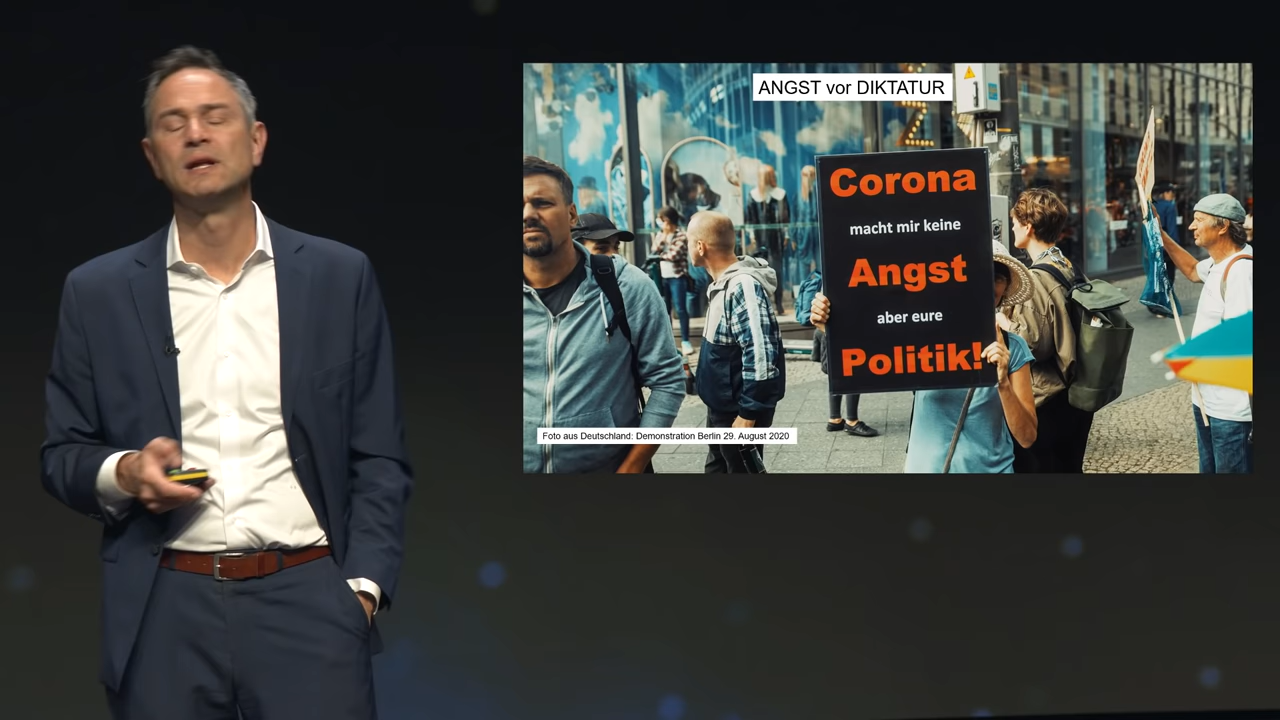 ANGST vor DIKTATUR
Corona
macht mir keine
Angst
aber eure
Politik!
Foto aus Deutschland: Demonstration Berlin 29. August 2020